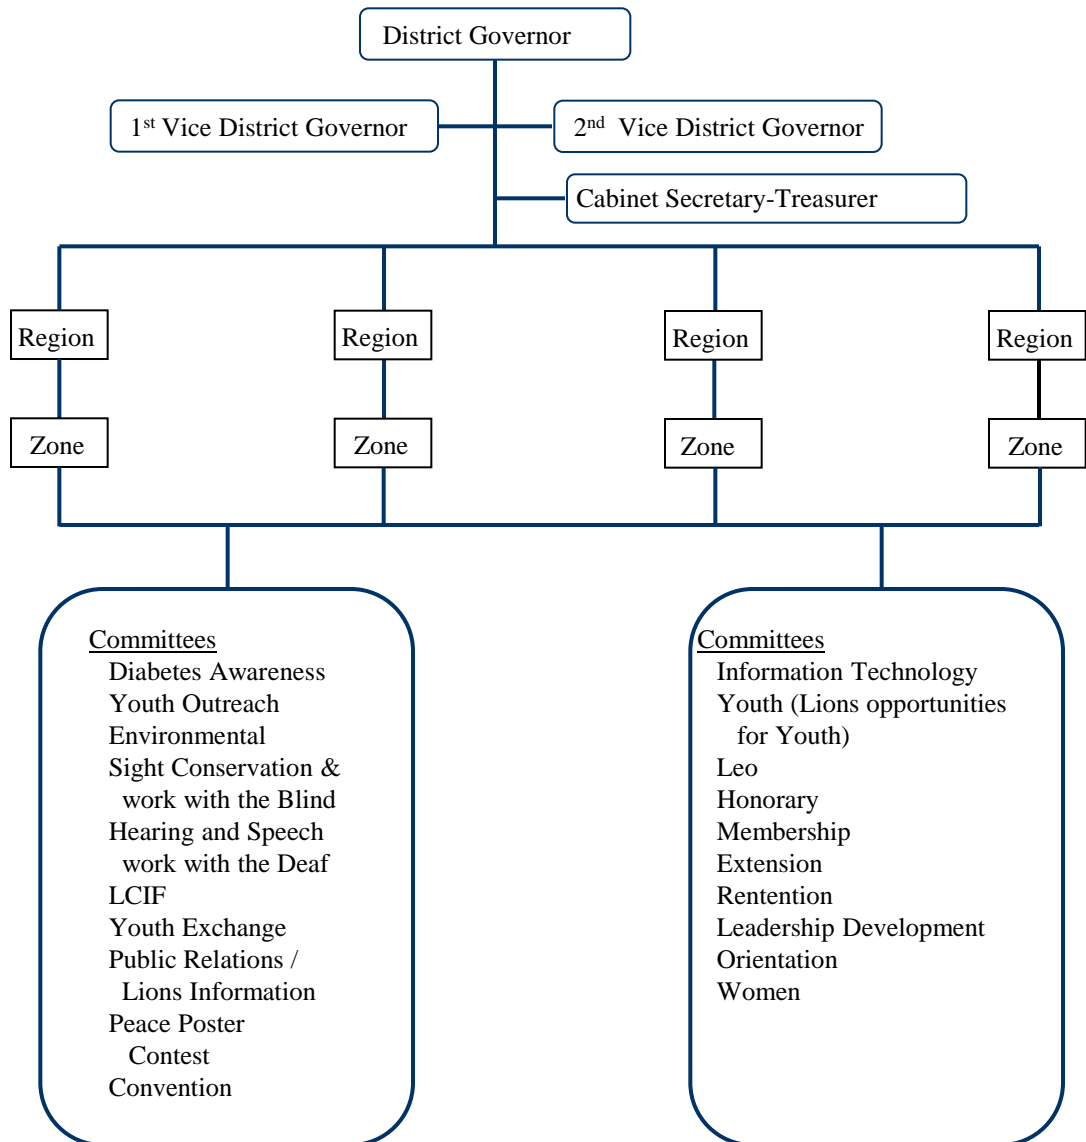 District Governor
1st Vice District Governor
2nd Vice District Governor
Cabinet Secretary-Treasurer
Region
Region
Region
Region
Zone
Zone
Zone
Zone
Committees
Diabetes Awareness
Youth Outreach
Environmental
Sight Conservation &
work with the Blind
Hearing and Speech
work with the Deaf
LCIF
Youth Exchange
Public Relations /
Lions Information
Peace Poster
Contest
Convention
Committees
Information Technology
Youth (Lions opportunities
for Youth)
Leo
Honorary
Membership
Extension
Rentention
Leadership Development
Orientation
Women